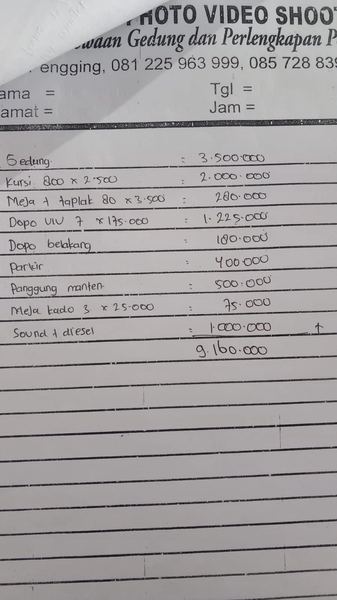 HOTO VIDEO SHOO
waan Gedung dan Perlengkapan P
engging, 081 225 963 999, 085 728 839
ama =
Tgl =
amat =
Jam =
Gedung : 3.500.000
Kursi 800 x 2.500 : 2.000.000
Meja + taplak 80 x 3.500 : 280.000
Dopo VIV 7 x 175.000 : 1.225.000
Dopo belakang : 180.000
Parkir : 400.000
Panggung manten : 500.000
Meja kado 3 x 25.000 : 75.000
Sound + diesel : 1.000.000 +
9.160.000